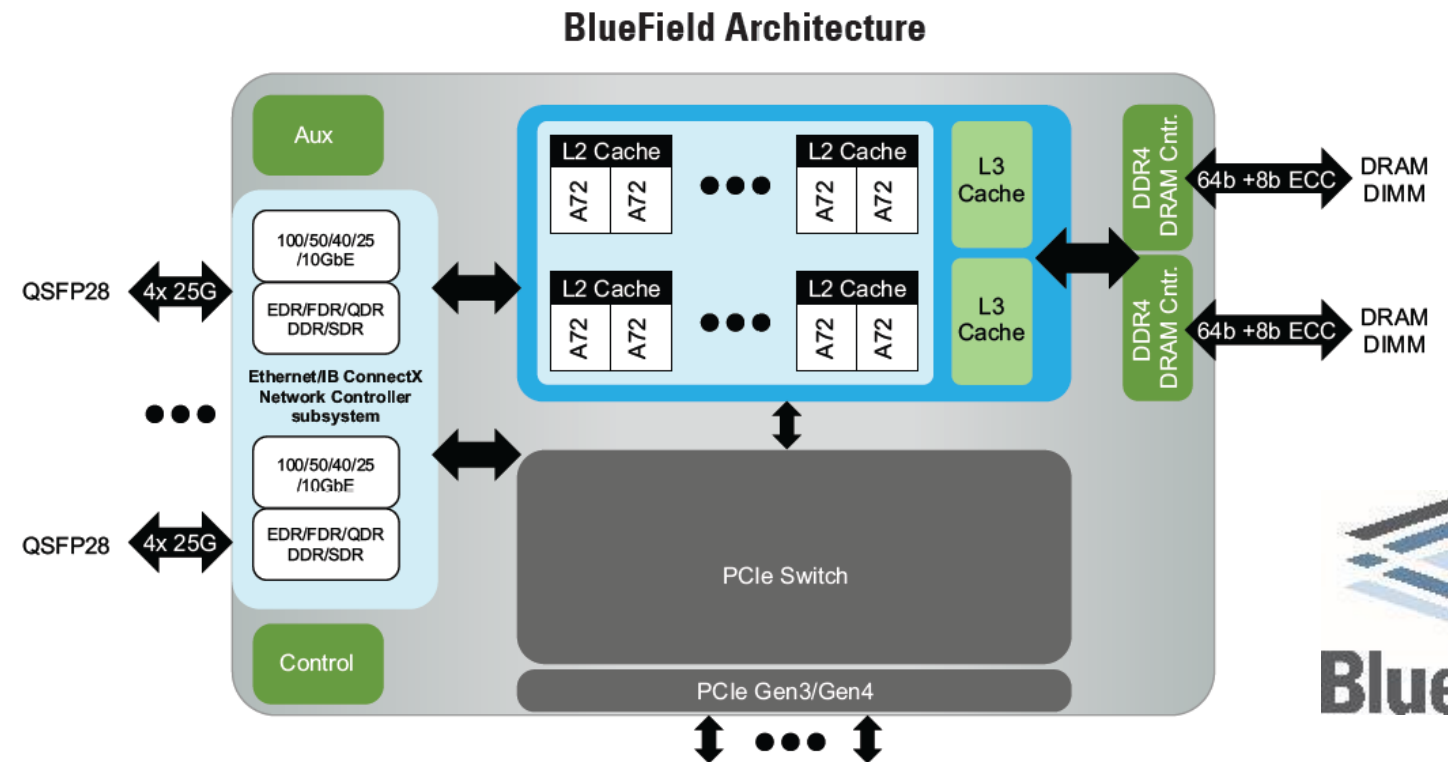 BlueField Architecture
Aux
100/50/40/25
/10GbE
EDR/FDR/QDR
DDR/SDR
QSFP28
4x 25G
Ethernet/IB ConnectX
Network Controller
subsystem
100/50/40/25
/10GbE
EDR/FDR/QDR
DDR/SDR
QSFP28
4x 25G
Control
L2 Cache
A72
A72
L2 Cache
A72
A72
L2 Cache
A72
A72
L2 Cache
A72
A72
L3
Cache
L3
Cache
DDR4
DRAM Cntr.
64b +8b ECC
DRAM
DIMM
DDR4
DRAM Cntr.
64b +8b ECC
DRAM
DIMM
PCIe Switch
PCIe Gen3/Gen4